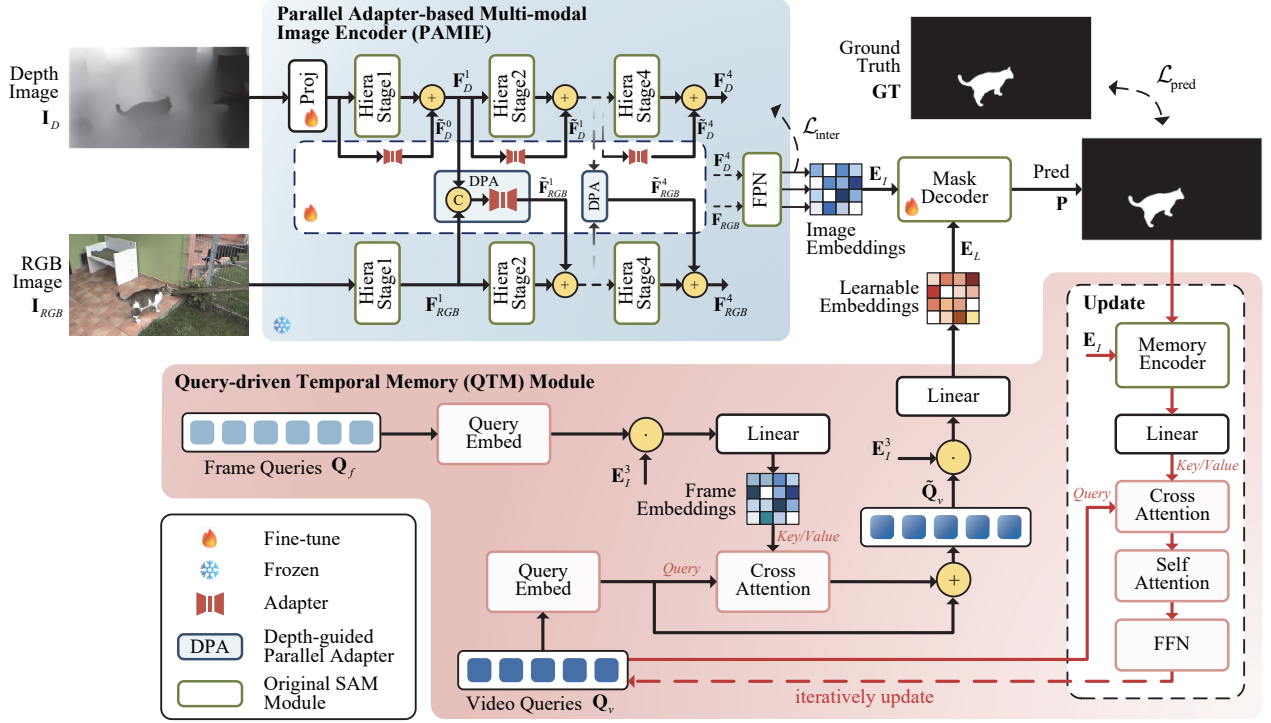 Parallel Adapter-based Multi-modal
Image Encoder (PAMIE)
Depth
Image
I_D
Proj
Hiera
Stage1
+
F_D^1
Hiera
Stage2
+
Hiera
Stage4
+
F_D^4
F̃_D^0
F̃_D^1
F̃_D^4
DPA
C
F̃_RGB^1
DPA
F̃_RGB^4
F_D^4
F_RGB^4
FPN
L_inter
RGB
Image
I_RGB
Hiera
Stage1
F_RGB^1
Hiera
Stage2
+
Hiera
Stage4
+
F_RGB^4
Image
Embeddings
E_I
Mask
Decoder
Pred
P
Ground
Truth
GT
L_pred
E_L
Learnable
Embeddings
Linear
E_I^3
·
Q̃_v
Query-driven Temporal Memory (QTM) Module
Frame Queries Q_f
Query
Embed
·
E_I^3
Linear
Frame
Embeddings
Key/Value
Query
Embed
Query
Cross
Attention
+
Video Queries Q_v
iteratively update
Update
E_I
Memory
Encoder
Linear
Key/Value
Query
Cross
Attention
Self
Attention
FFN
Fine-tune
Frozen
Adapter
DPA
Depth-guided
Parallel Adapter
Original SAM
Module